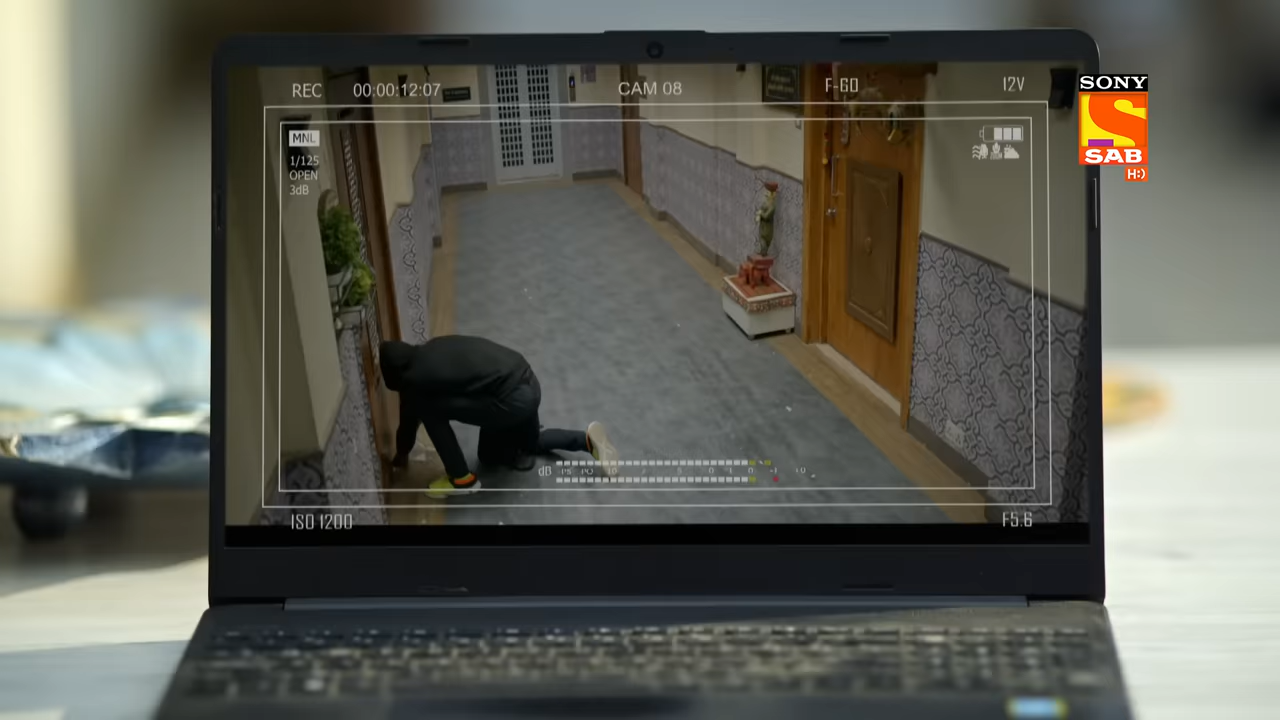 REC 00:00:12:07 CAM 08 F-60 12V
SONY
SAB
HD
MNL
1/125
OPEN
3dB
dB
ISO 1200 F5.6